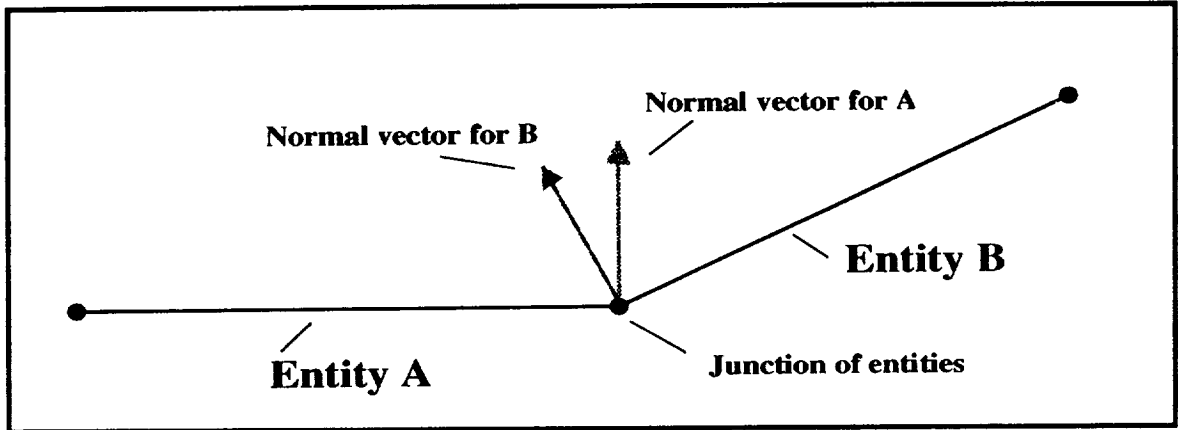 Normal vector for A
Normal vector for B
Entity B
Junction of entities
Entity A